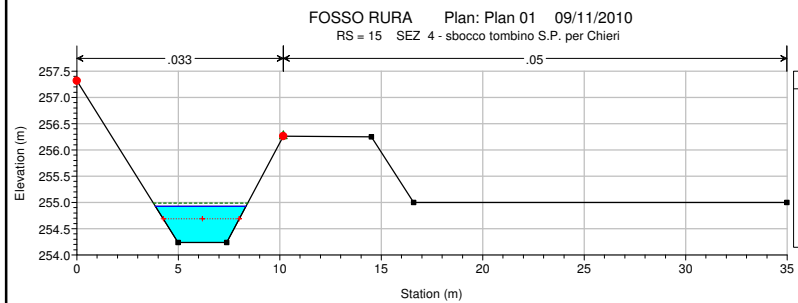 FOSSO RURA Plan: Plan 01 09/11/2010
RS = 15 SEZ 4 - sbocco tombino S.P. per Chieri
.033 .05
257.5
257.0
256.5
256.0
255.5
255.0
254.5
254.0
Elevation (m)
0 5 10 15 20 25 30 35
Station (m)